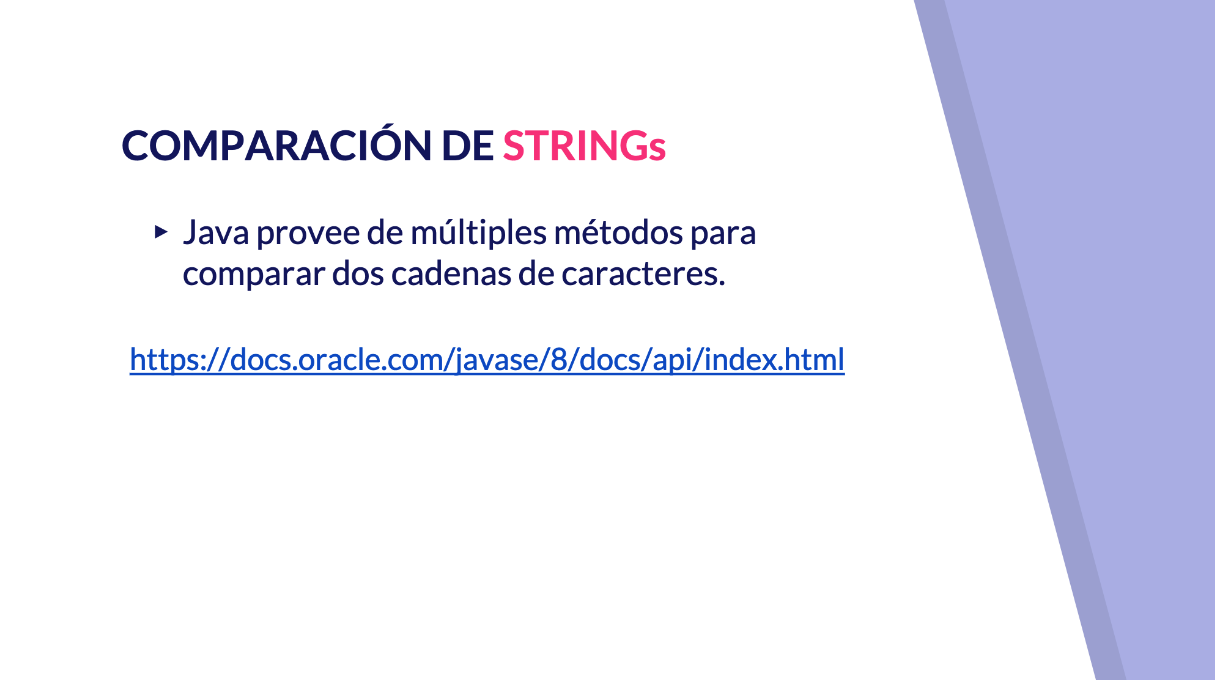 COMPARACIÓN DE STRINGs
▸ Java provee de múltiples métodos para
comparar dos cadenas de caracteres.
https://docs.oracle.com/javase/8/docs/api/index.html